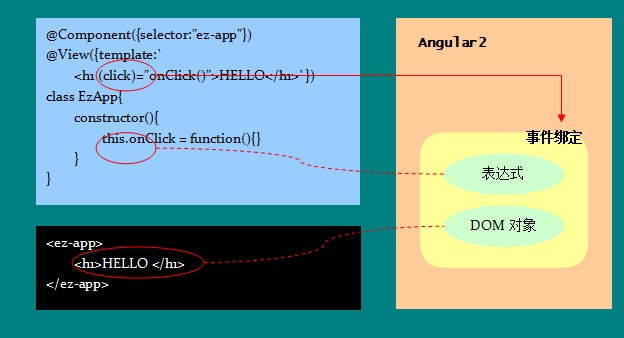 @Component({selector:”ez-app”})
@View({template:`
<h1 (click)=”onClick()”>HELLO</h1>` })
class EzApp{
constructor(){
this.onClick = function(){}
}
}
<ez-app>
<h1>HELLO </h1>
</ez-app>
Angular2
事件绑定
表达式
DOM 对象